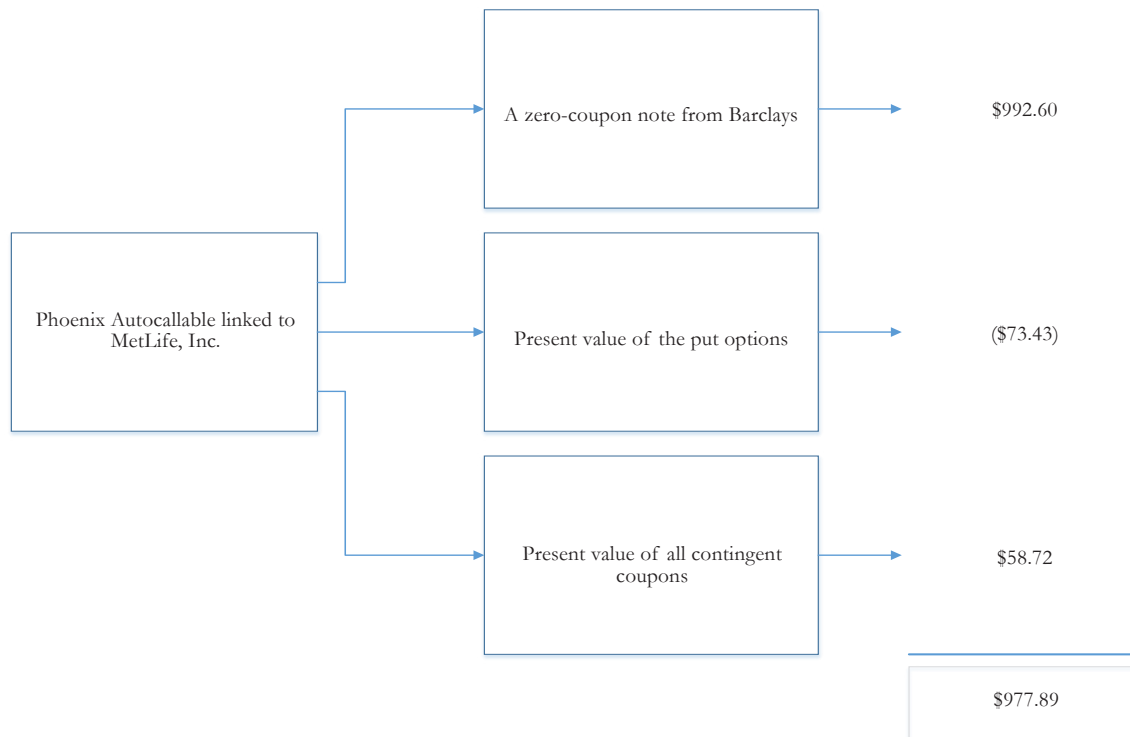 A zero-coupon note from Barclays
$992.60
Phoenix Autocallable linked to
MetLife, Inc.
Present value of the put options
($73.43)
Present value of all contingent
coupons
$58.72
$977.89